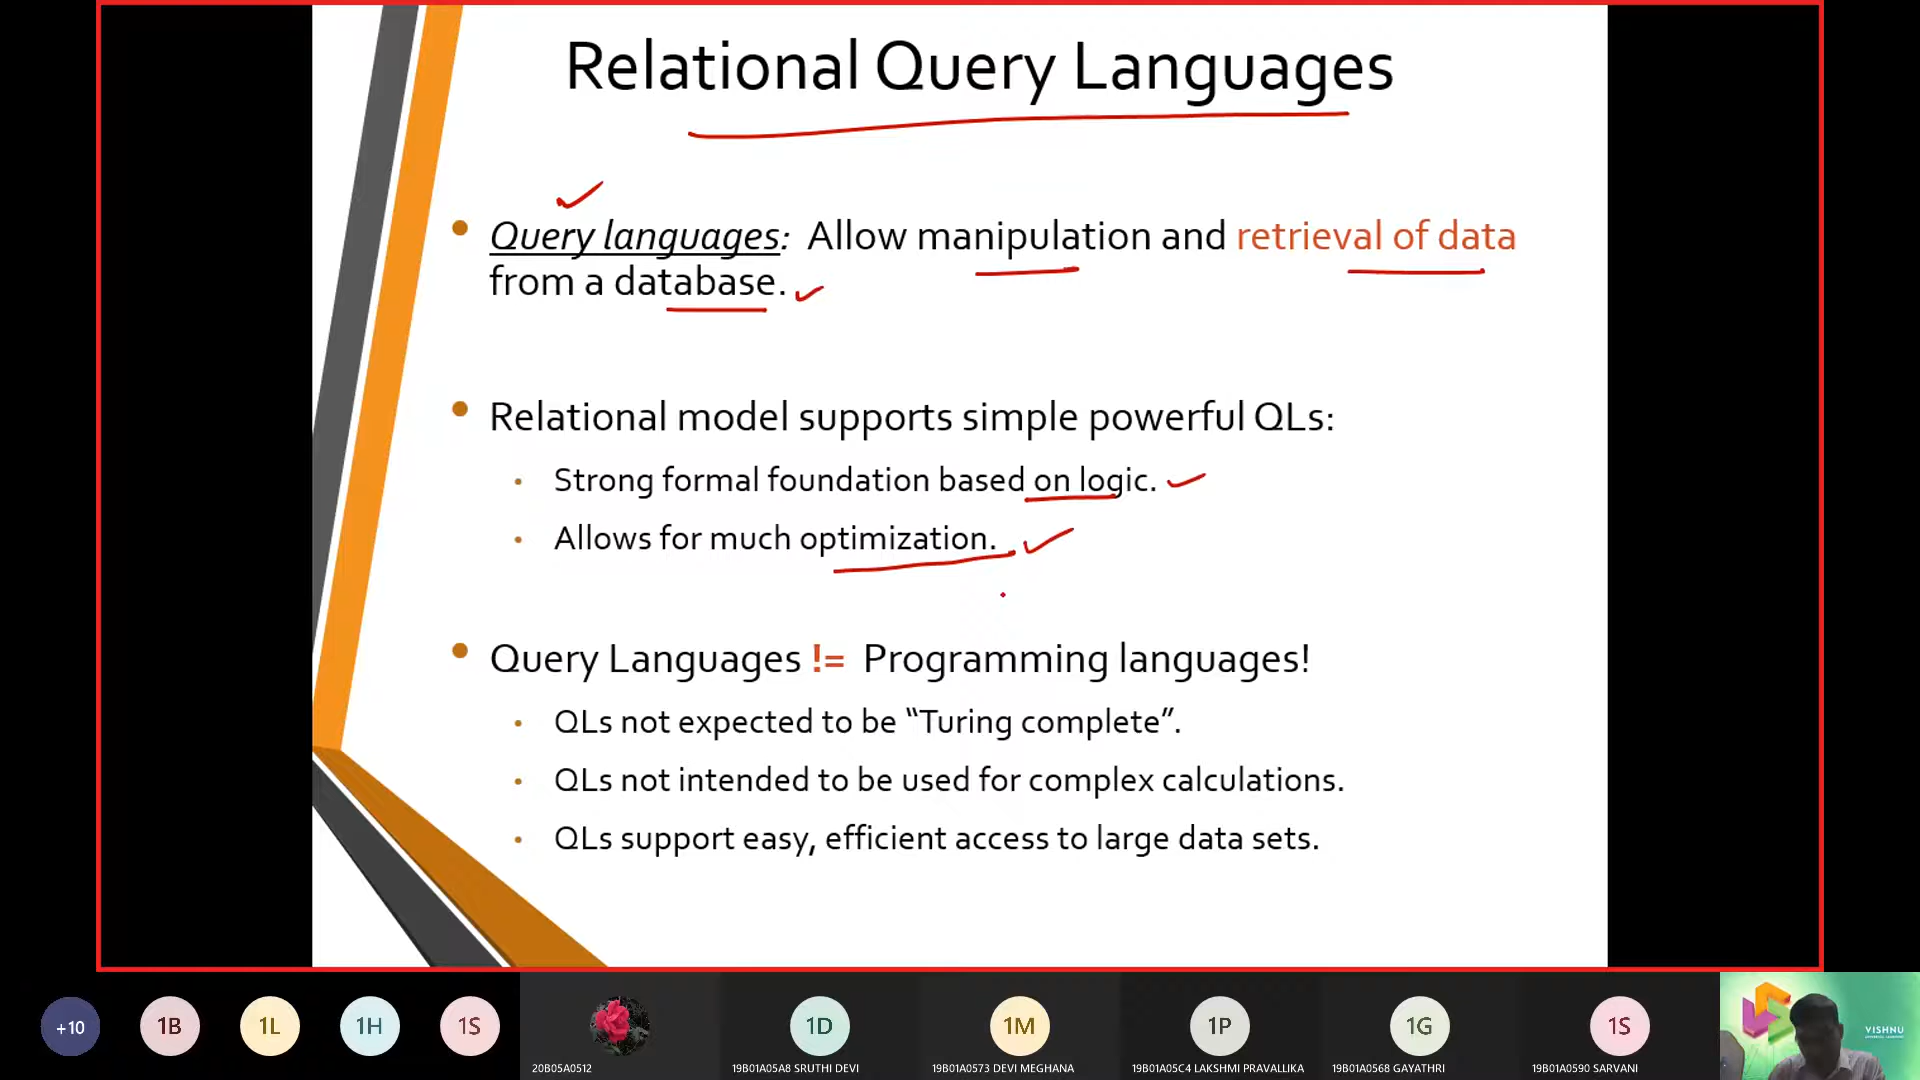 Relational Query Languages
Query languages: Allow manipulation and retrieval of data
from a database.
Relational model supports simple powerful QLs:
Strong formal foundation based on logic.
Allows for much optimization.
Query Languages != Programming languages!
QLs not expected to be “Turing complete”.
QLs not intended to be used for complex calculations.
QLs support easy, efficient access to large data sets.
+10 1B 1L 1H 1S 1D 1M 1P 1G 1S
VISHNU
20B05A0512 19B01A05A8 SRUTHI DEVI 19B01A0573 DEVI MEGHANA 19B01A05C4 LAKSHMI PRAVALLIKA 19B01A0568 GAYATHRI 19B01A0590 SARVANI